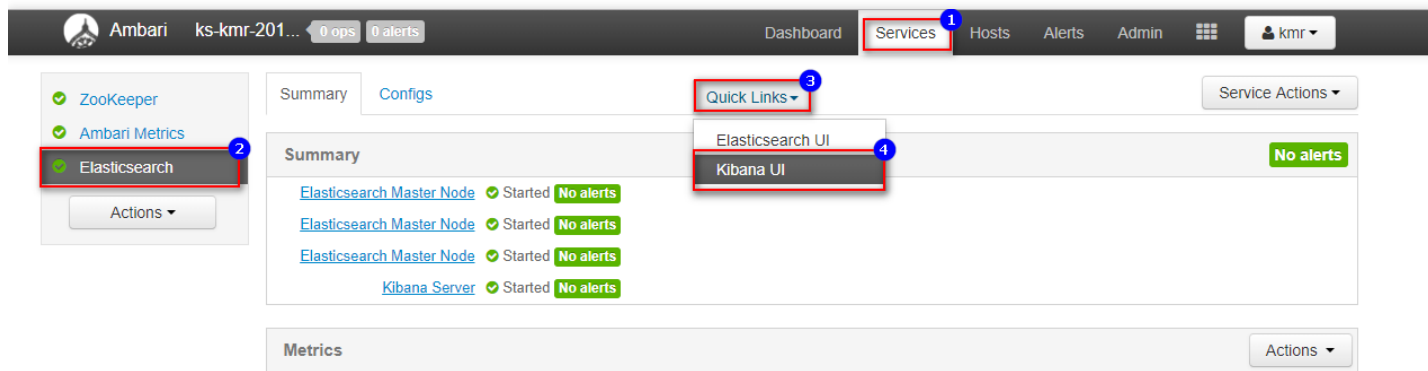 Ambari ks-kmr-201... 0 ops 0 alerts Dashboard Services 1 Hosts Alerts Admin kmr
ZooKeeper
Ambari Metrics
2
Elasticsearch
Actions
Summary Configs
3
Quick Links
Elasticsearch UI
4
Kibana UI
Service Actions
Summary No alerts
Elasticsearch Master Node Started No alerts
Elasticsearch Master Node Started No alerts
Elasticsearch Master Node Started No alerts
Kibana Server Started No alerts
Metrics Actions